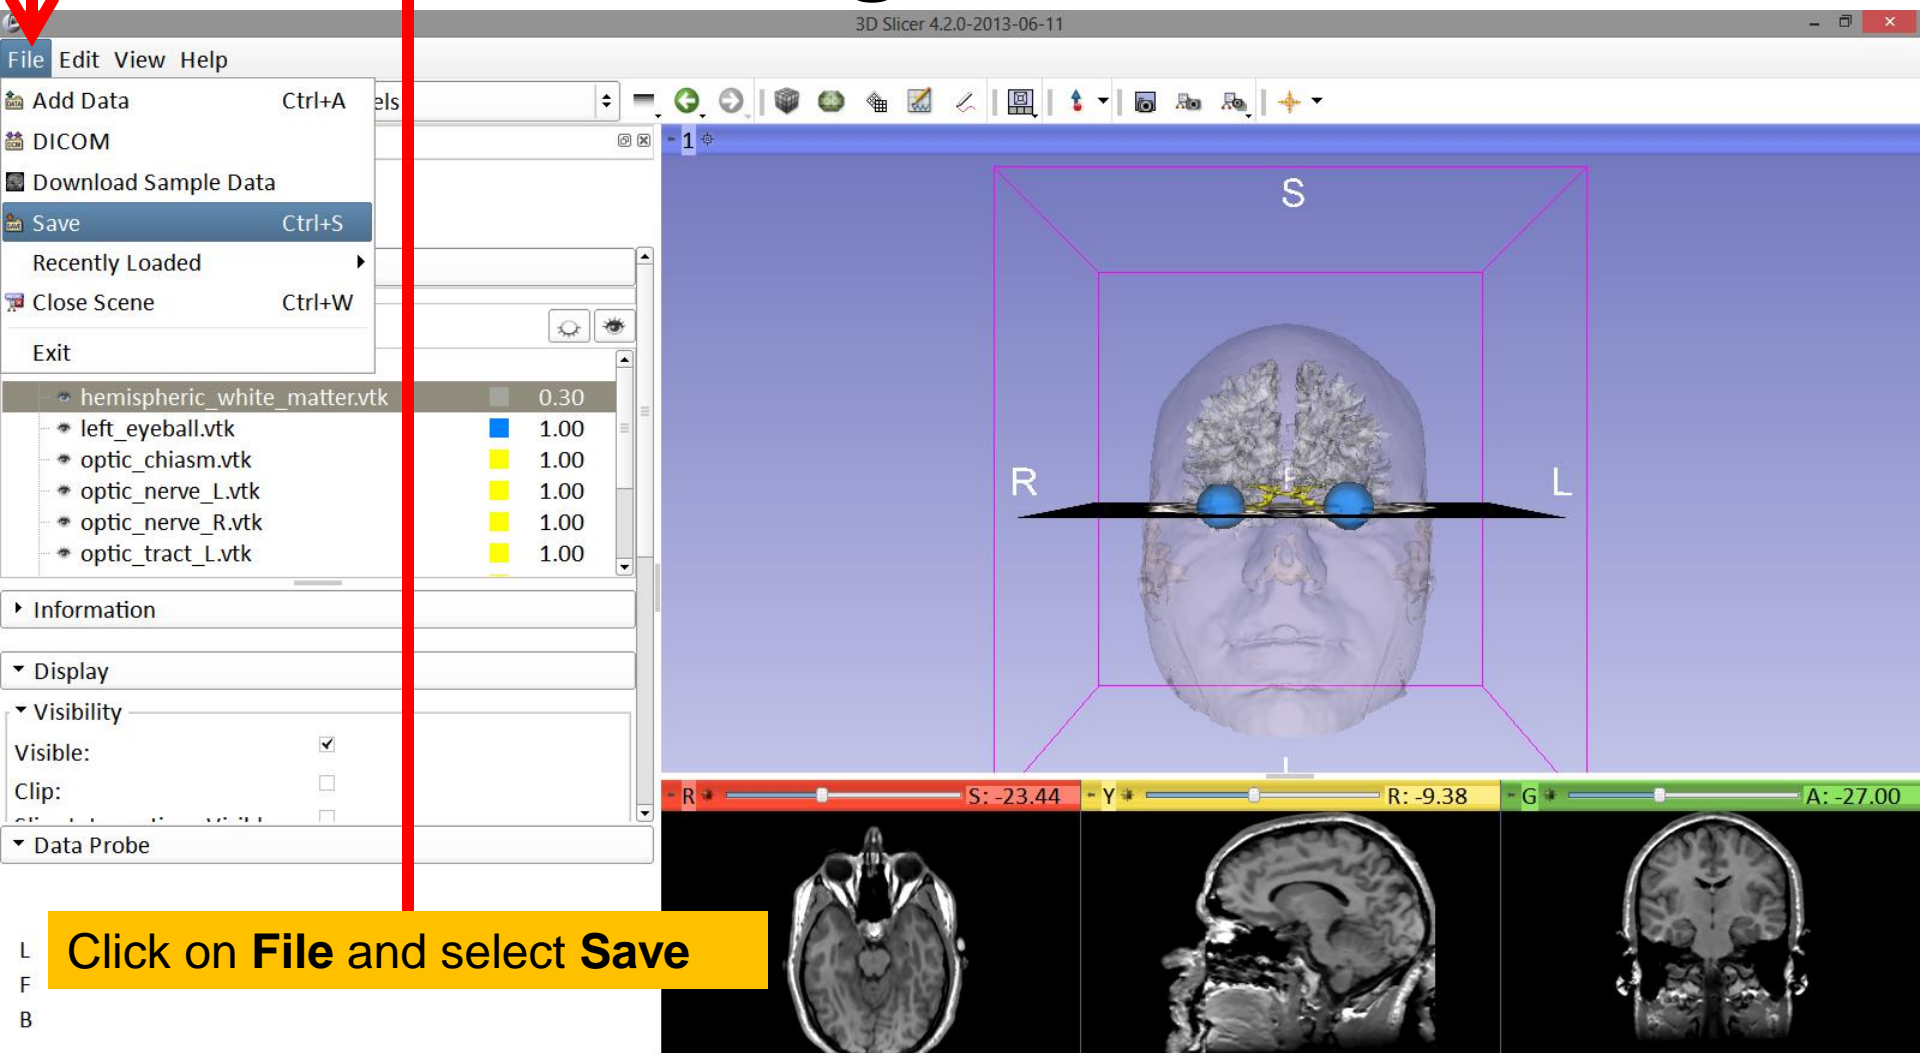 3D Slicer 4.2.0-2013-06-11
File Edit View Help
Add Data Ctrl+A
els
DICOM
1
Download Sample Data
Save Ctrl+S
Recently Loaded
Close Scene Ctrl+W
Exit
hemispheric_white_matter.vtk 0.30
left_eyeball.vtk 1.00
optic_chiasm.vtk 1.00
optic_nerve_L.vtk 1.00
optic_nerve_R.vtk 1.00
optic_tract_L.vtk 1.00
Information
Display
Visibility
Visible:
Clip:
Data Probe
L
F
B
S
R
L
R S: -23.44
Y R: -9.38
G A: -27.00
Click on File and select Save